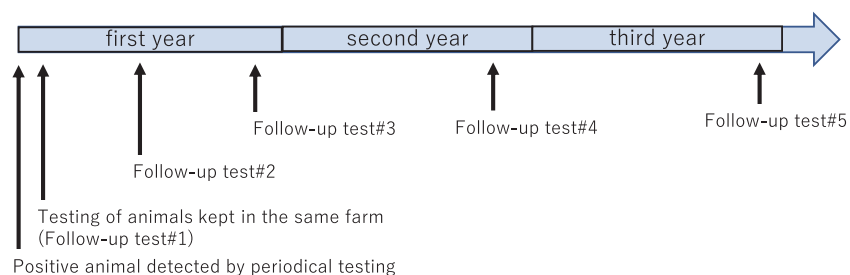 first year
second year
third year
Follow-up test#3
Follow-up test#4
Follow-up test#5
Follow-up test#2
Testing of animals kept in the same farm
(Follow-up test#1)
Positive animal detected by periodical testing